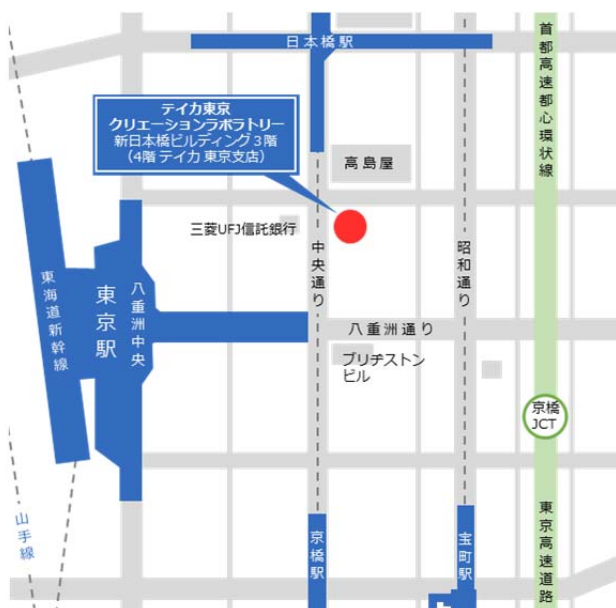 日本橋駅
首都高速都心環状線
テイカ東京
クリエーションラボラトリー
新日本橋ビルディング3階
(4階 テイカ 東京支店)
高島屋
三菱UFJ信託銀行
中央通り
昭和通り
東海道新幹線
東京駅
八重洲中央
八重洲通り
ブリヂストン
ビル
京橋
JCT
山手線
京橋駅
宝町駅
東京高速道路